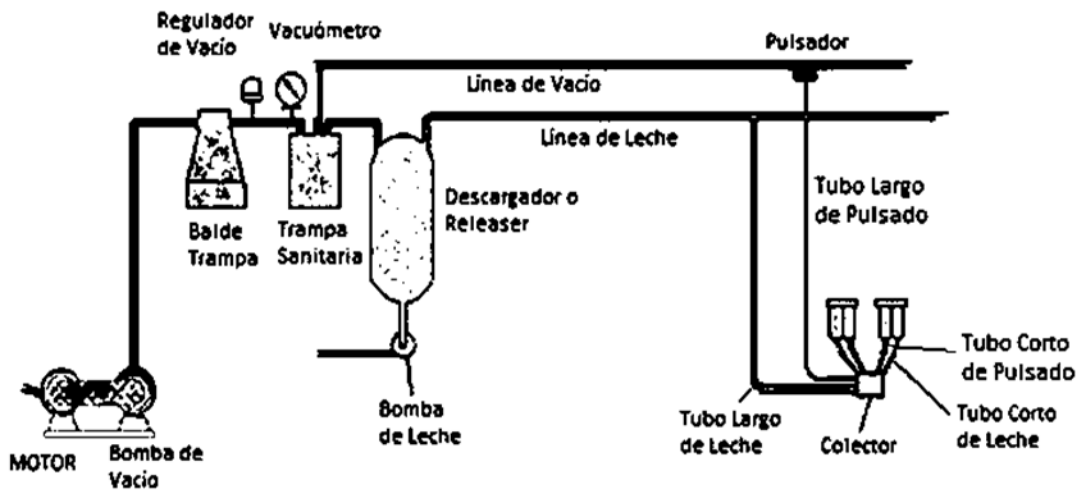 Regulador
de Vacío
Vacuómetro
Pulsador
Línea de Vacío
Línea de Leche
Balde
Trampa
Trampa
Sanitaria
Descargador o
Releaser
Tubo Largo
de Pulsado
Tubo Corto
de Pulsado
Tubo Corto
de Leche
Tubo Largo
de Leche
Colector
Bomba
de Leche
MOTOR
Bomba de
Vacio